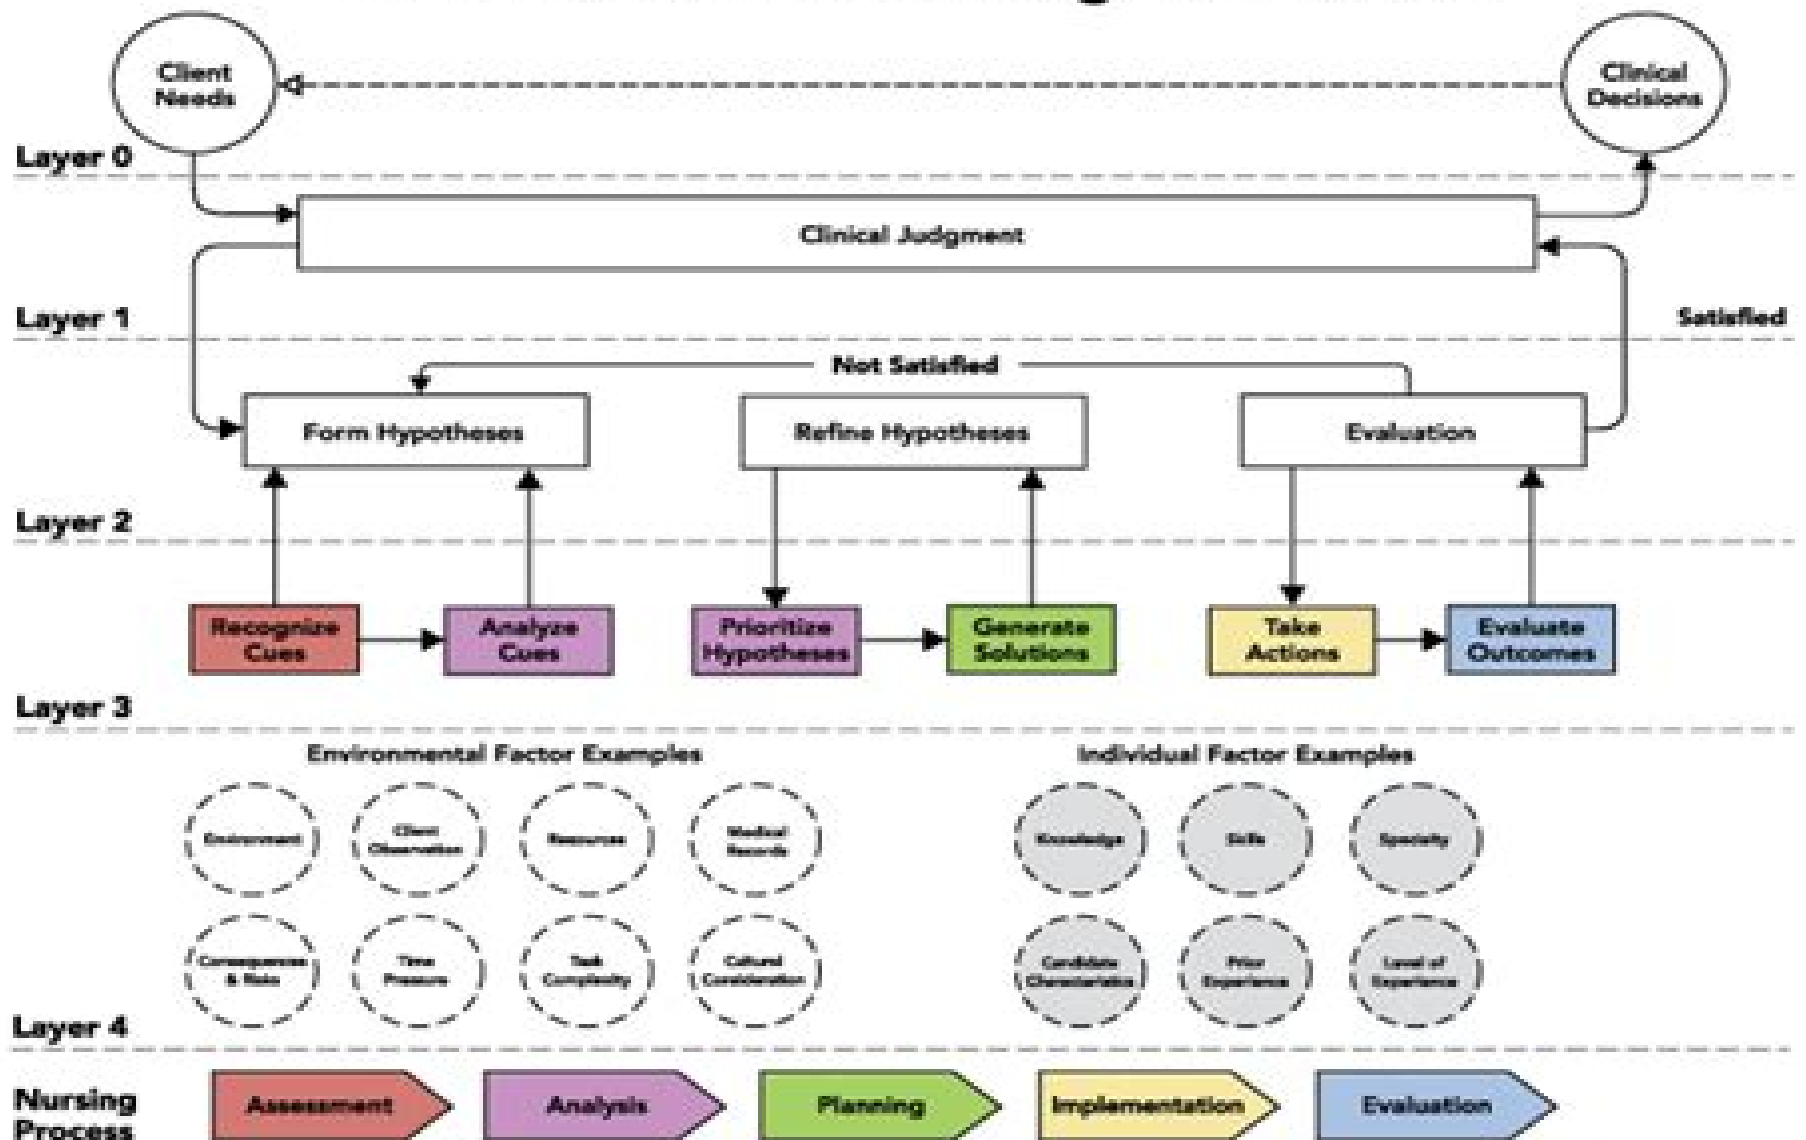 Client
Needs
Clinical
Decisions
Layer 0
Clinical Judgment
Layer 1
Satisfied
Not Satisfied
Form Hypotheses
Refine Hypotheses
Evaluation
Layer 2
Recognize
Cues
Analyze
Cues
Prioritize
Hypotheses
Generate
Solutions
Take
Actions
Evaluate
Outcomes
Layer 3
Environmental Factor Examples
Individual Factor Examples
Environment
Client
Observation
Resources
Medical
Records
Knowledge
Skills
Specialty
Consequences
& Risks
Time
Pressure
Task
Complexity
Cultural
Consideration
Candidate
Characteristics
Prior
Experience
Level of
Experience
Layer 4
Nursing
Process
Assessment
Analysis
Planning
Implementation
Evaluation